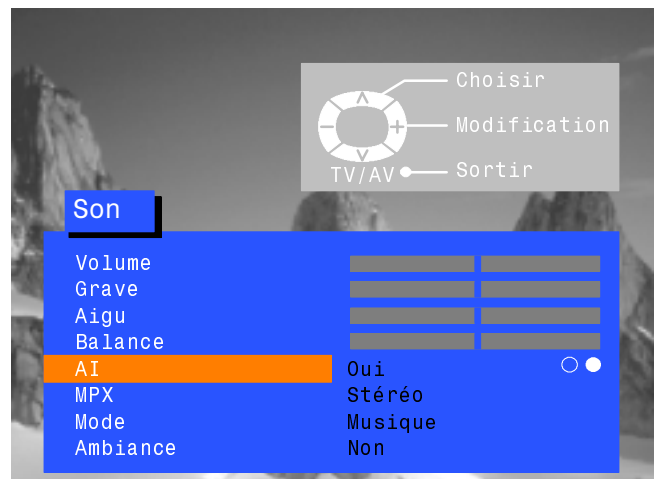 Choisir
Modification
TV/AV Sortir
Son
Volume
Grave
Aigu
Balance
AI Oui
MPX Stéréo
Mode Musique
Ambiance Non